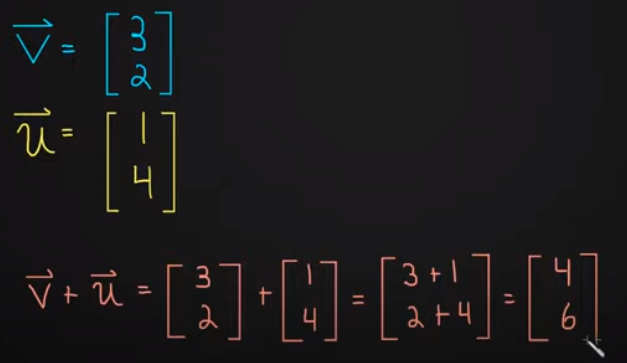 $\vec{V} = \begin{bmatrix} 3 \\ 2 \end{bmatrix}$
$\vec{u} = \begin{bmatrix} 1 \\ 4 \end{bmatrix}$
$\vec{V} + \vec{u} = \begin{bmatrix} 3 \\ 2 \end{bmatrix} + \begin{bmatrix} 1 \\ 4 \end{bmatrix} = \begin{bmatrix} 3+1 \\ 2+4 \end{bmatrix} = \begin{bmatrix} 4 \\ 6 \end{bmatrix}$